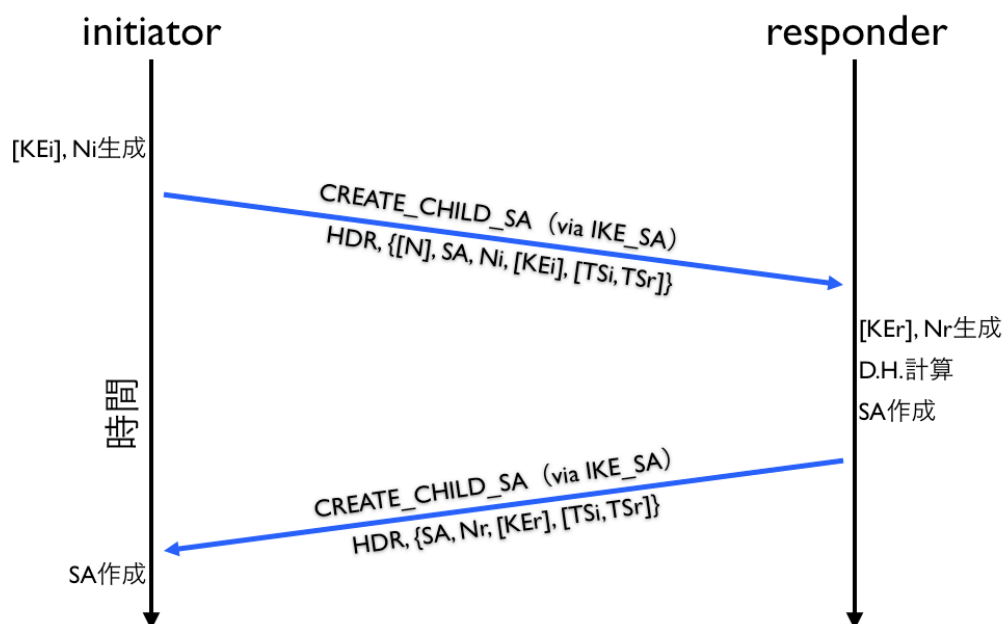 initiator
responder
[KEi], Ni生成
CREATE_CHILD_SA（via IKE_SA）
HDR, {[N], SA, Ni, [KEi], [TSi, TSr]}
[KEr], Nr生成
D.H.計算
SA作成
時間
CREATE_CHILD_SA（via IKE_SA）
HDR, {SA, Nr, [KEr], [TSi, TSr]}
SA作成